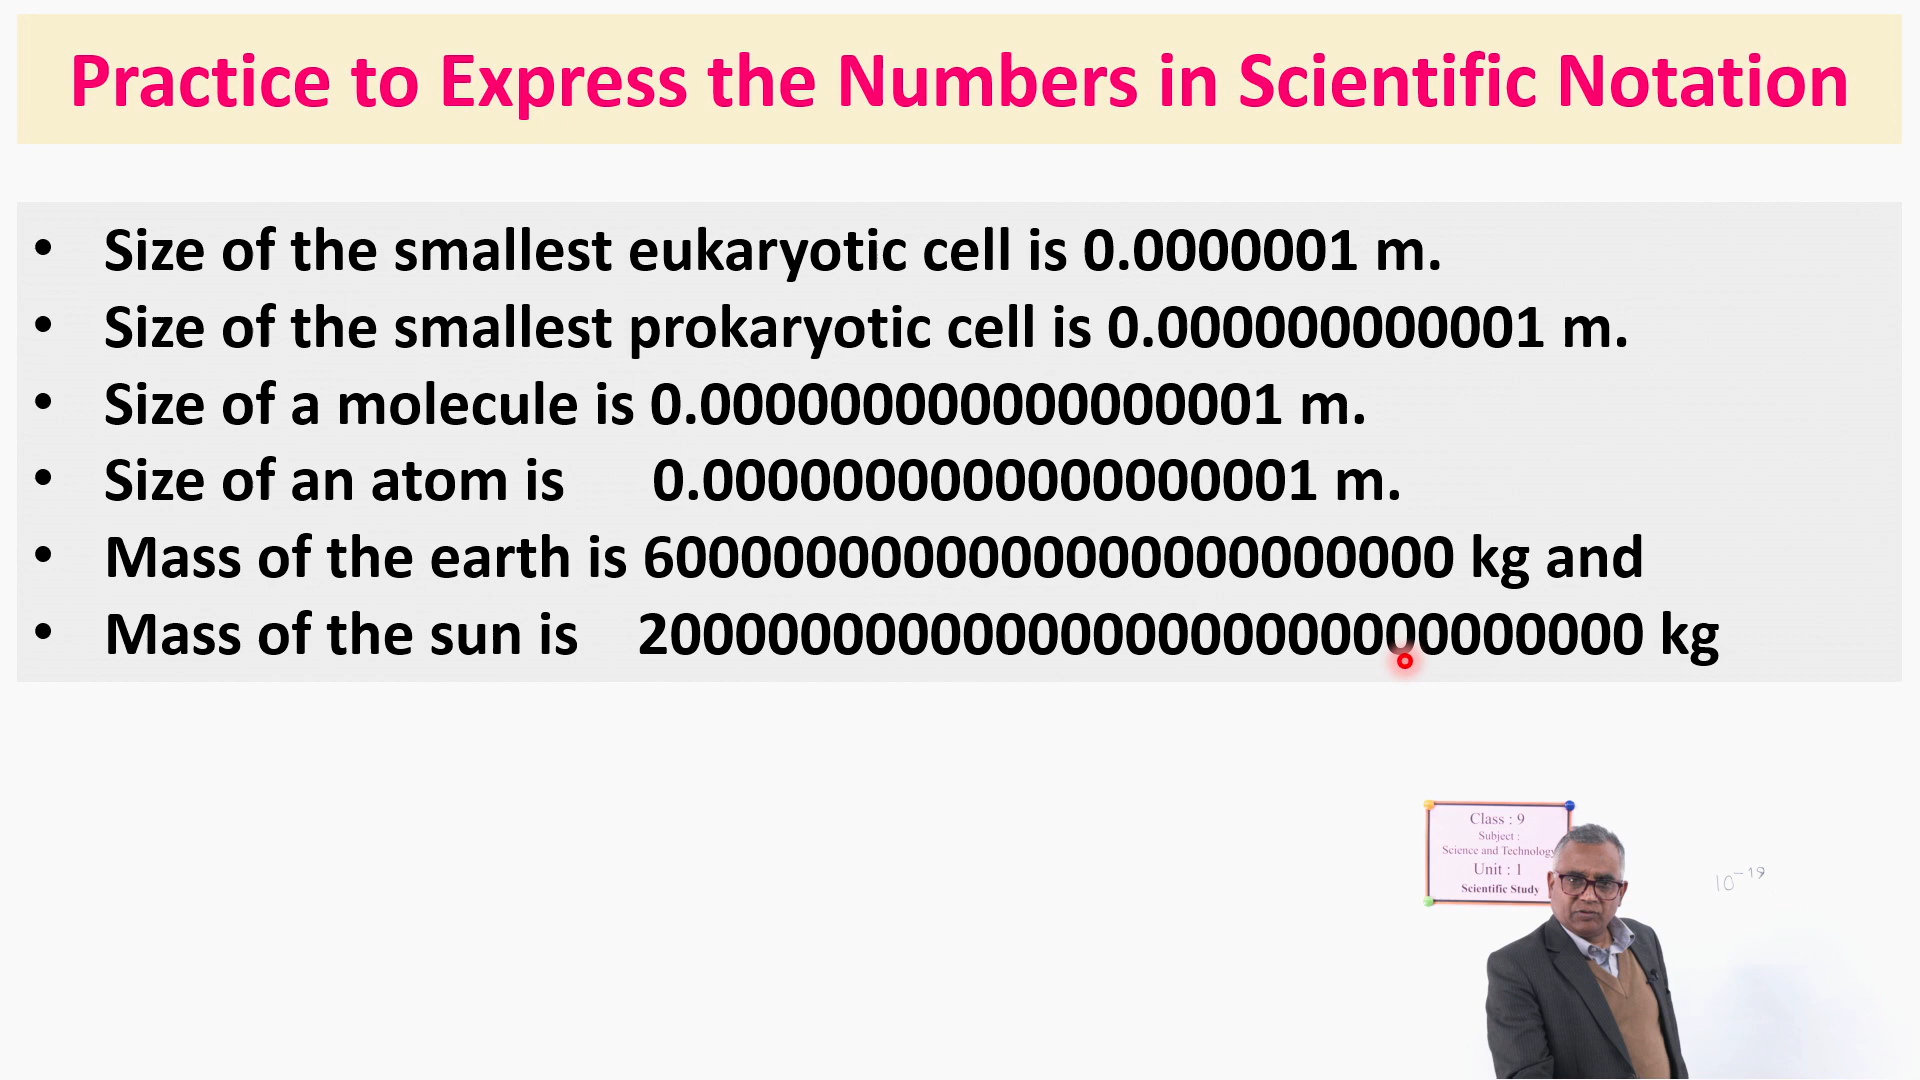 Practice to Express the Numbers in Scientific Notation
• Size of the smallest eukaryotic cell is 0.0000001 m.
• Size of the smallest prokaryotic cell is 0.000000000001 m.
• Size of a molecule is 0.000000000000000001 m.
• Size of an atom is 0.0000000000000000001 m.
• Mass of the earth is 6000000000000000000000000 kg and
• Mass of the sun is 2000000000000000000000000000000 kg
Class : 9
Subject :
Science and Technology
Unit : 1
Scientific Study
10⁻¹⁹